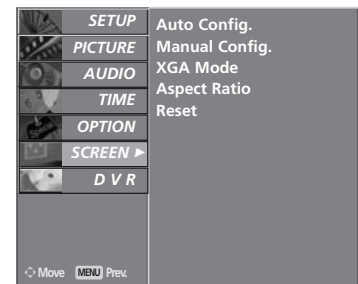 SETUP
PICTURE
AUDIO
TIME
OPTION
SCREEN ►
D V R
Auto Config.
Manual Config.
XGA Mode
Aspect Ratio
Reset
Move MENU Prev.